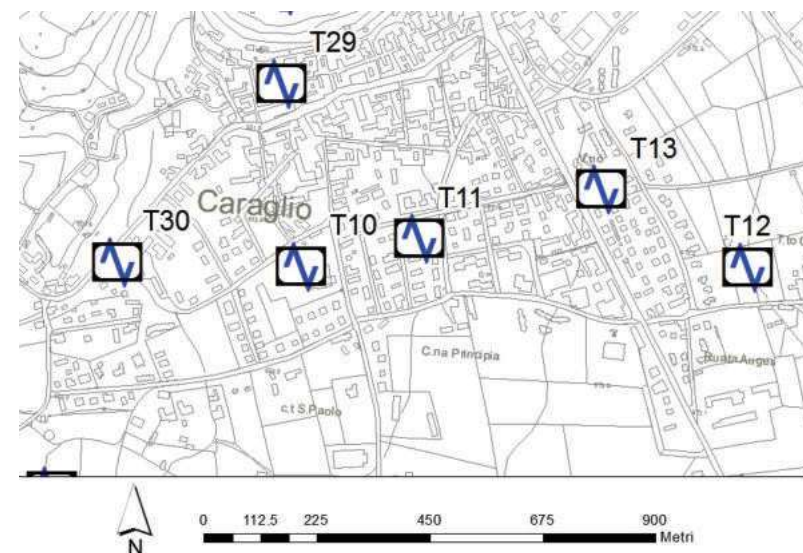 T29
T13
Caraglio
T11
T30
T10
T12
C.na Principia
Ruata Auges
c.t S.Paolo
0 112.5 225 450 675 900
Metri
N